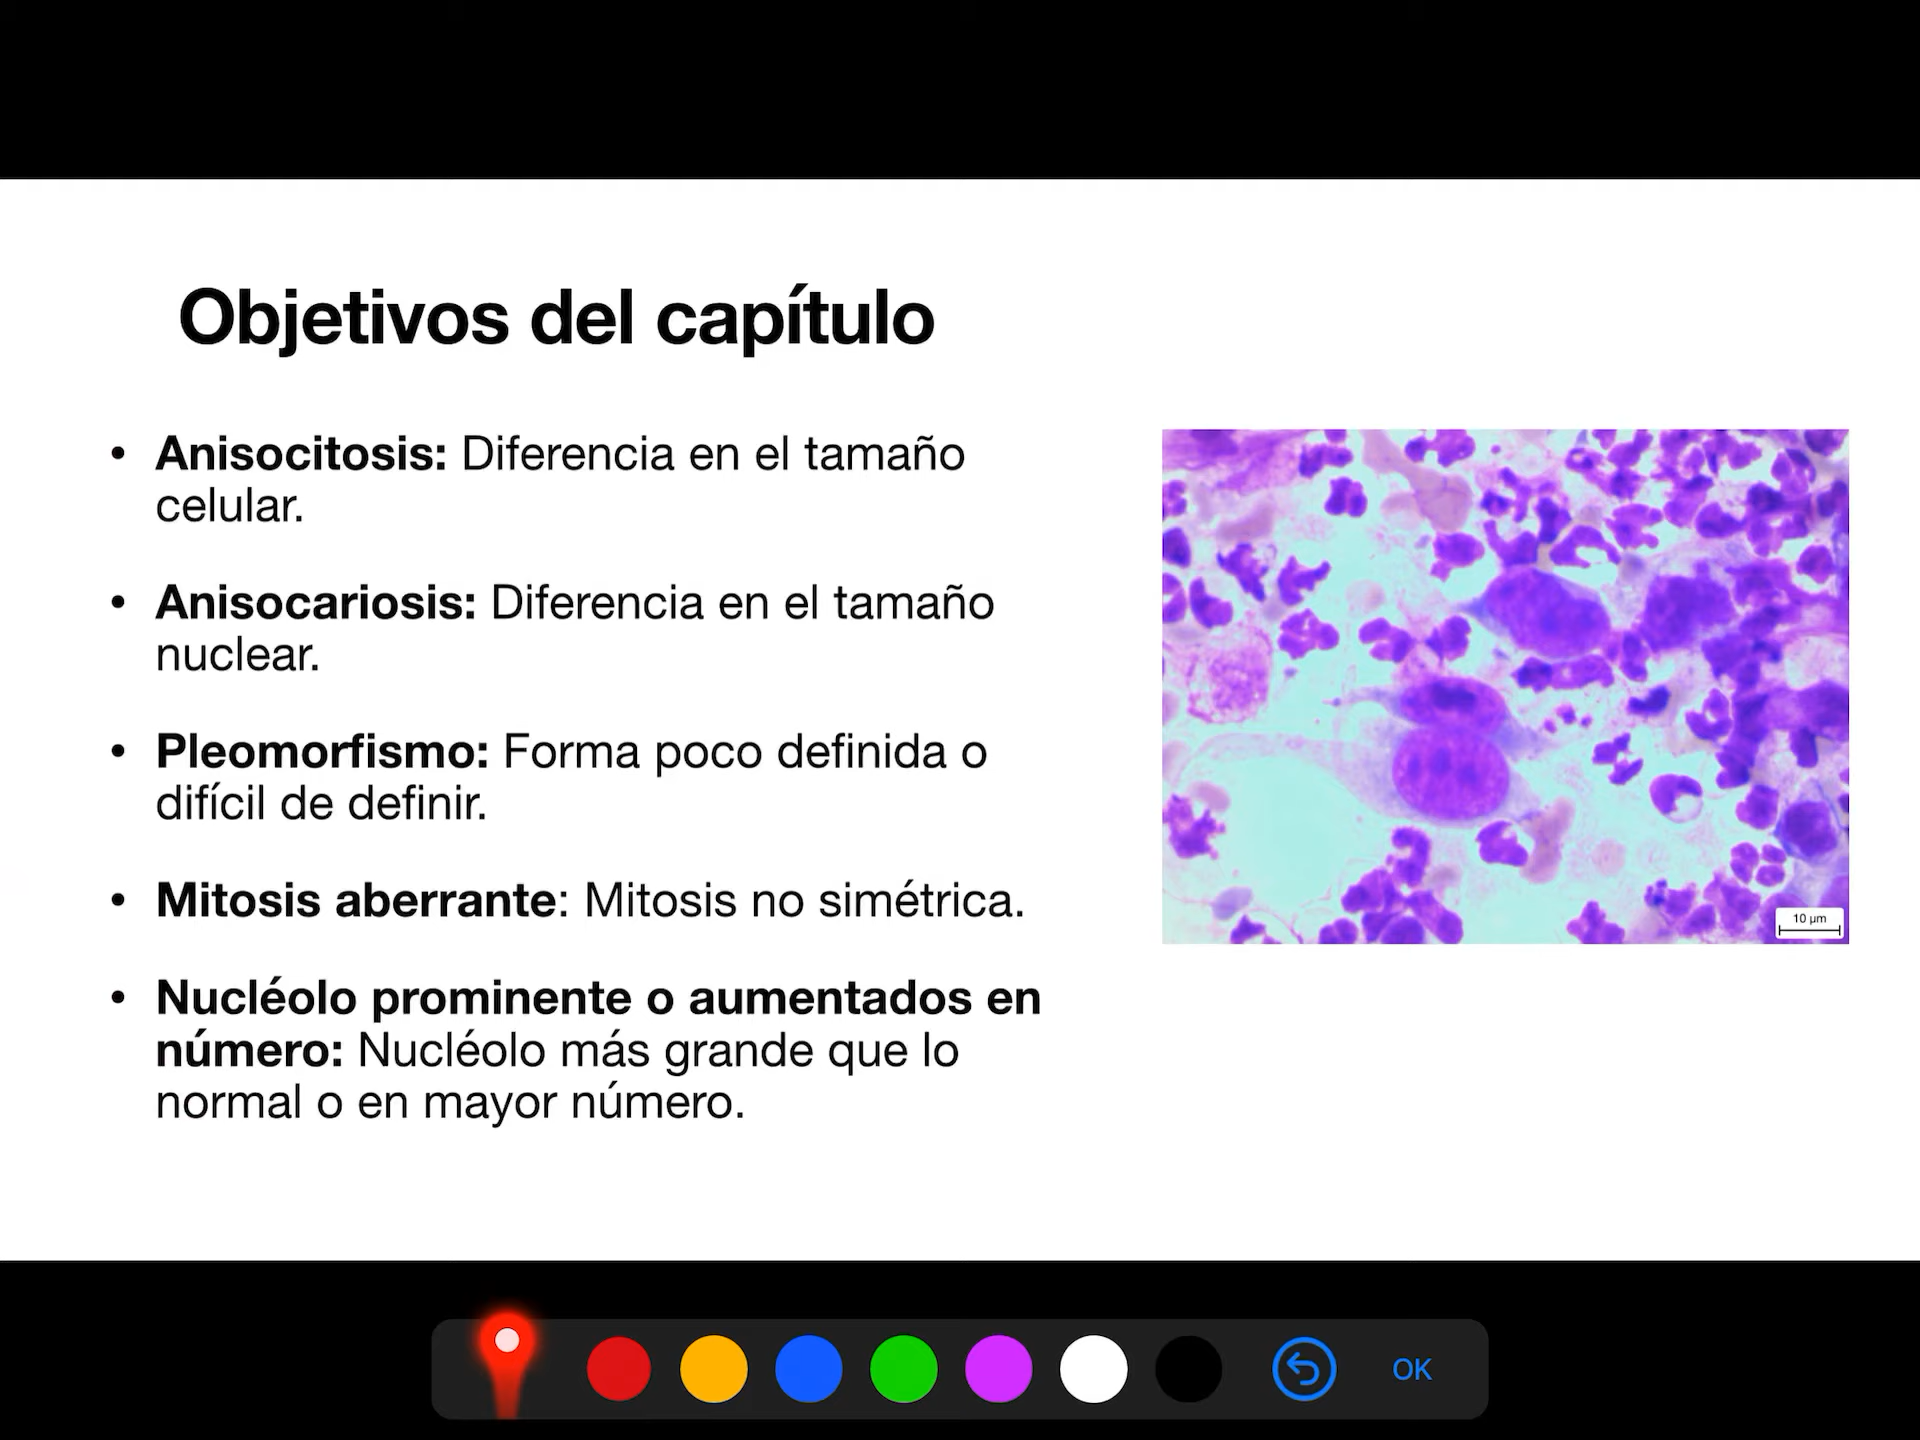 Objetivos del capítulo
• Anisocitosis: Diferencia en el tamaño
celular.
• Anisocariosis: Diferencia en el tamaño
nuclear.
• Pleomorfismo: Forma poco definida o
difícil de definir.
• Mitosis aberrante: Mitosis no simétrica.
• Nucléolo prominente o aumentados en
número: Nucléolo más grande que lo
normal o en mayor número.
10 µm
OK